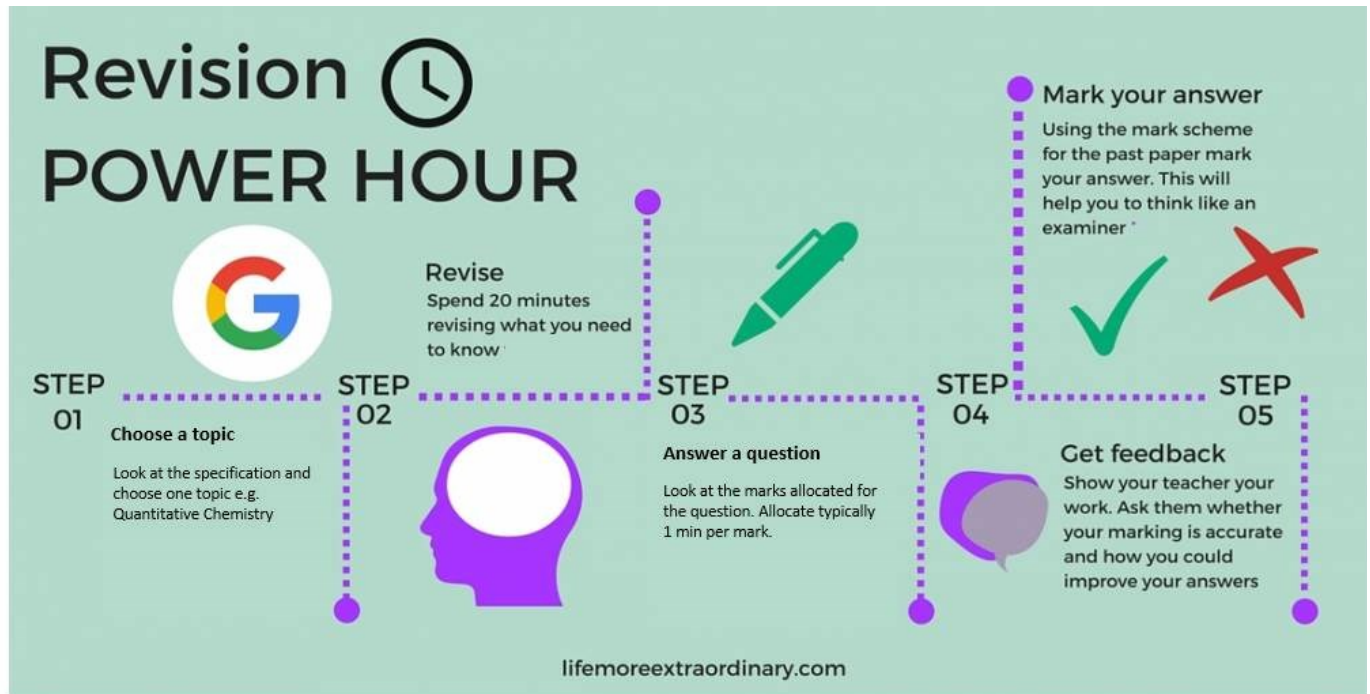 Revision
POWER HOUR
STEP
01
Choose a topic
Look at the specification and
choose one topic e.g.
Quantitative Chemistry
STEP
02
Revise
Spend 20 minutes
revising what you need
to know
STEP
03
Answer a question
Look at the marks allocated for
the question. Allocate typically
1 min per mark.
STEP
04
Mark your answer
Using the mark scheme
for the past paper mark
your answer. This will
help you to think like an
examiner
STEP
05
Get feedback
Show your teacher your
work. Ask them whether
your marking is accurate
and how you could
improve your answers
lifemoreextraordinary.com